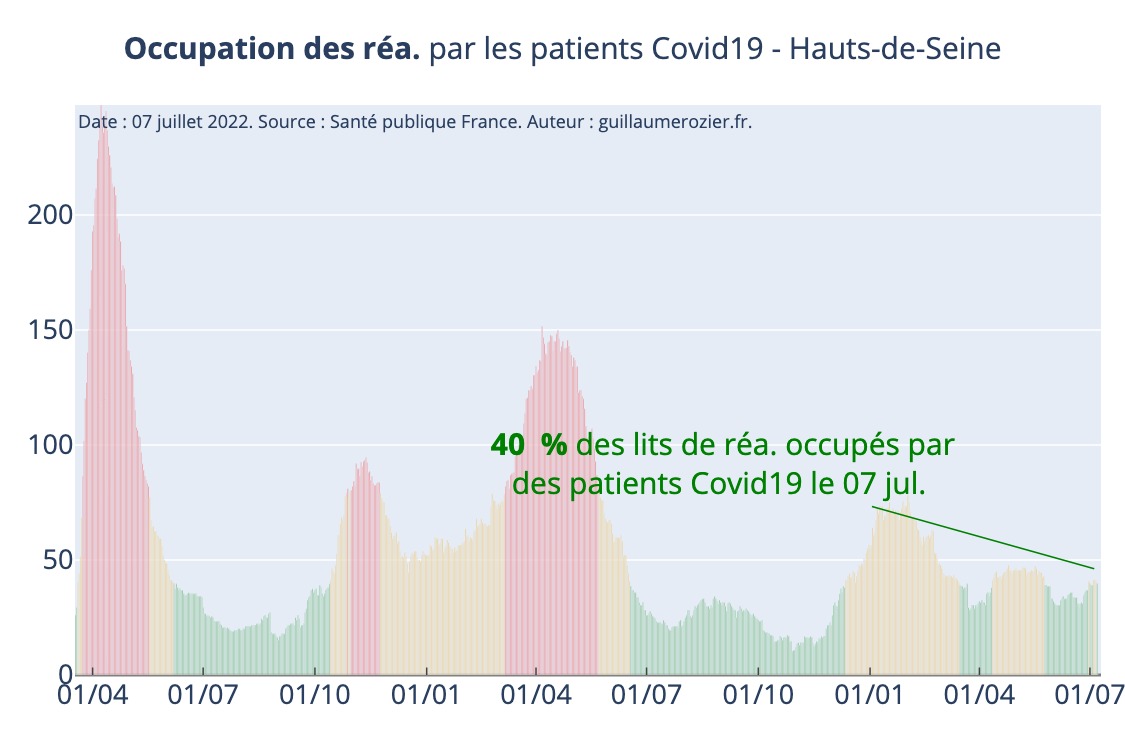 Occupation des réa. par les patients Covid19 - Hauts-de-Seine
Date : 07 juillet 2022. Source : Santé publique France. Auteur : guillaumerozier.fr.
200
150
100
50
0
40 % des lits de réa. occupés par
des patients Covid19 le 07 jul.
01/04 01/07 01/10 01/01 01/04 01/07 01/10 01/01 01/04 01/07